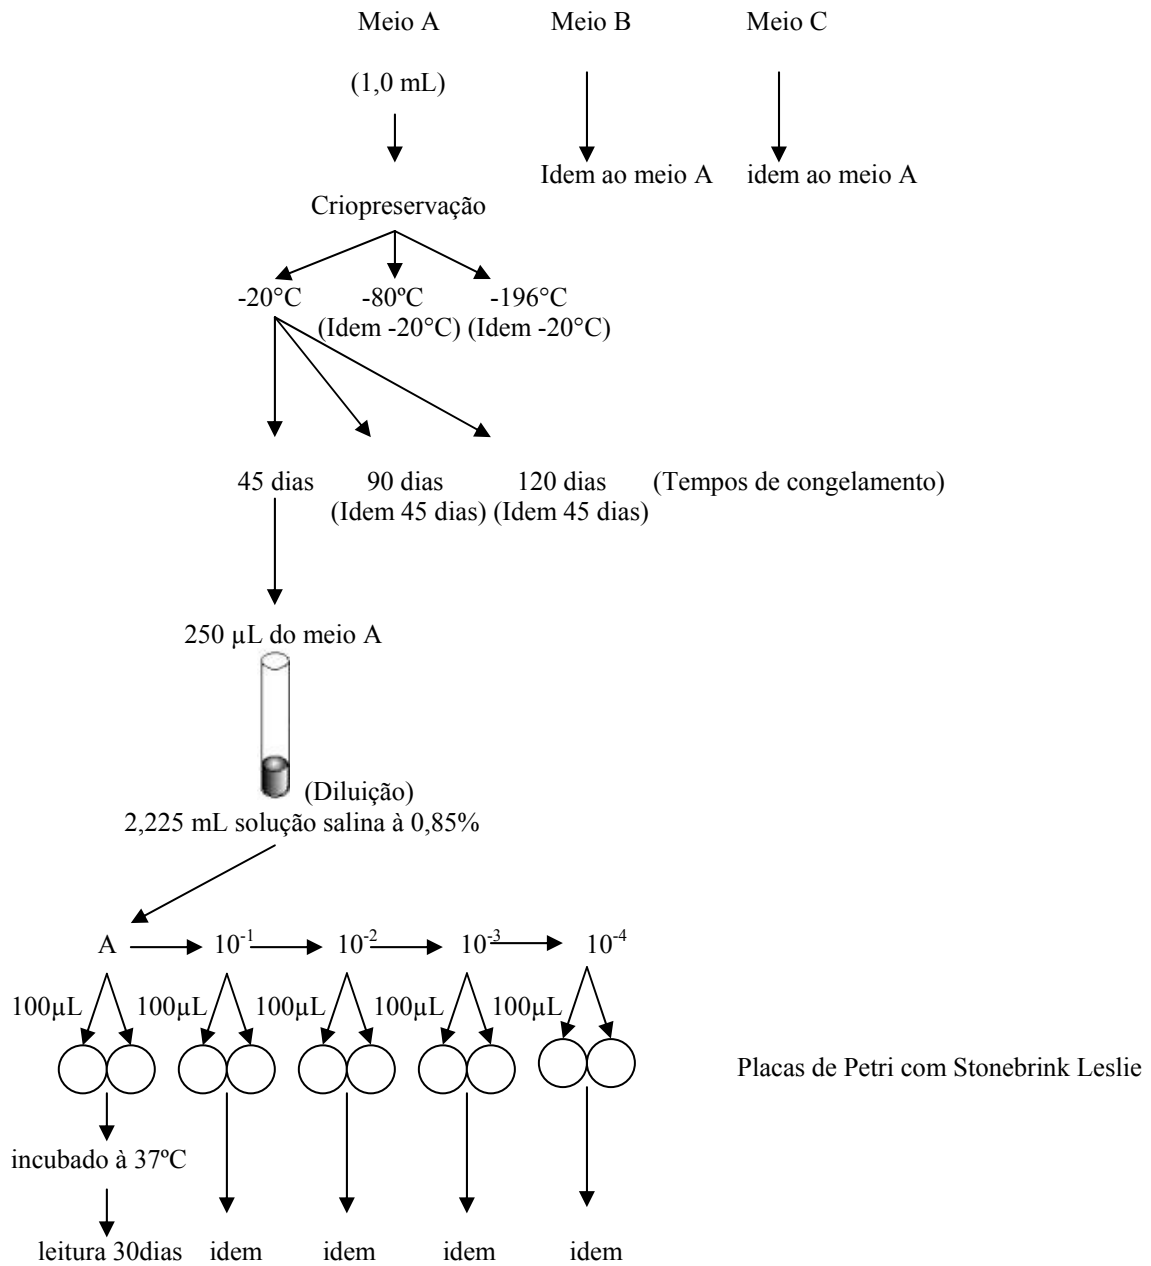 Meio A Meio B Meio C
(1,0 mL)
Idem ao meio A idem ao meio A
Criopreservação
-20°C -80ºC -196°C
(Idem -20°C) (Idem -20°C)
45 dias 90 dias 120 dias (Tempos de congelamento)
(Idem 45 dias) (Idem 45 dias)
250 µL do meio A
(Diluição)
2,225 mL solução salina à 0,85%
A 10⁻¹ 10⁻² 10⁻³ 10⁻⁴
100µL 100µL 100µL 100µL 100µL
Placas de Petri com Stonebrink Leslie
incubado à 37ºC
leitura 30dias idem idem idem idem